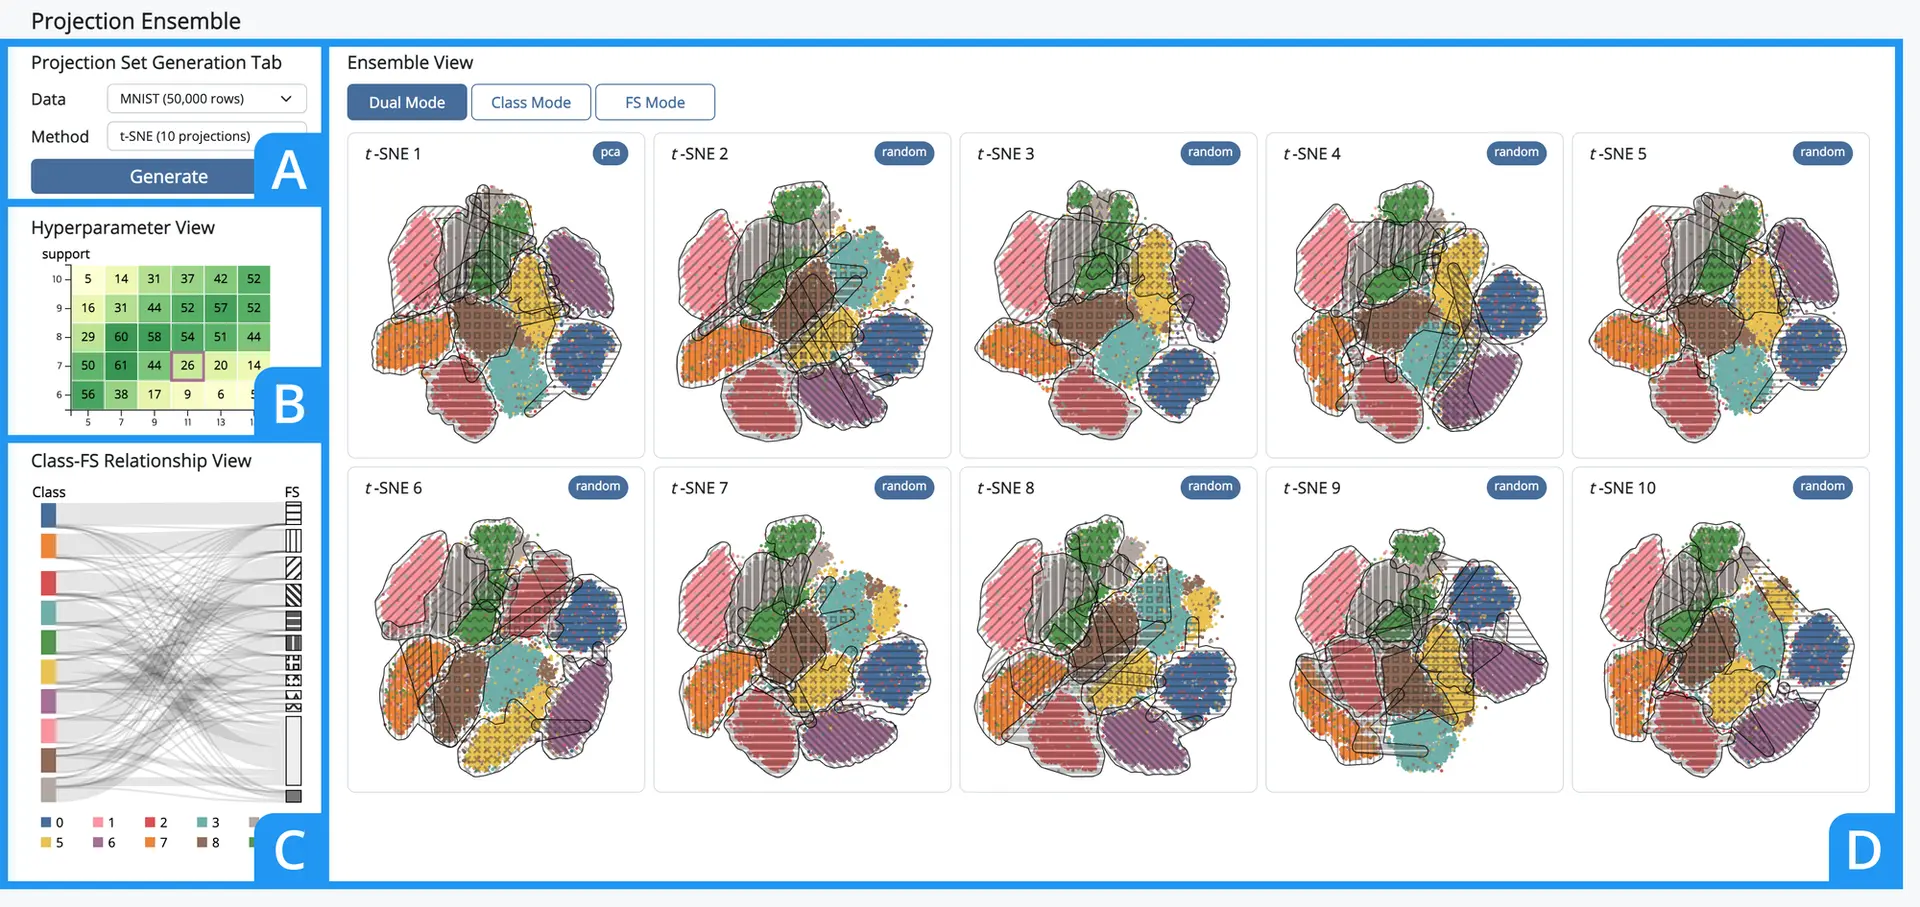 Projection Ensemble
Projection Set Generation Tab
Data MNIST (50,000 rows)
Method t-SNE (10 projections)
Generate
A
Hyperparameter View
support
10 5 14 31 37 42 52
9 16 31 44 52 57 52
8 29 60 58 54 51 44
7 50 61 44 26 20 14
6 56 38 17 9 6
5 7 9 11 13
B
Class-FS Relationship View
Class FS
0 1 2 3
5 6 7 8
C
Ensemble View
Dual Mode Class Mode FS Mode
t-SNE 1 pca t-SNE 2 random t-SNE 3 random t-SNE 4 random t-SNE 5 random
t-SNE 6 random t-SNE 7 random t-SNE 8 random t-SNE 9 random t-SNE 10 random
D